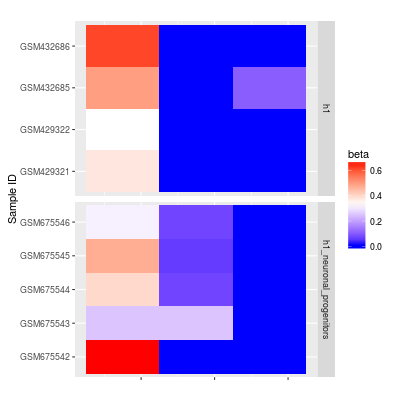 GSM432686
GSM432685
GSM429322
GSM429321
h1
GSM675546
GSM675545
GSM675544
GSM675543
GSM675542
h1_neuronal_progenitors
Sample ID
beta
0.6
0.4
0.2
0.0